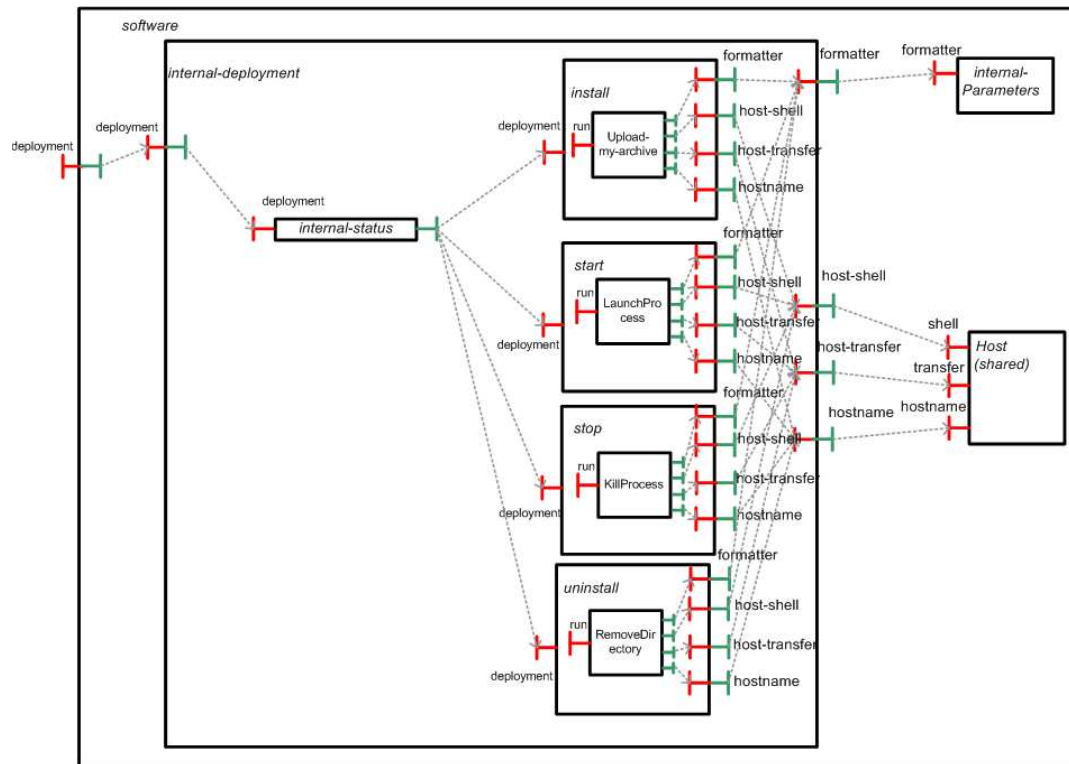 software
internal-deployment
deployment
deployment
deployment
internal-status
install
deployment
run
Upload-
my-archive
formatter
host-shell
host-transfer
hostname
start
deployment
run
LaunchPro
cess
formatter
host-shell
host-transfer
hostname
stop
deployment
run
KillProcess
formatter
host-shell
host-transfer
hostname
uninstall
deployment
run
RemoveDir
ectory
formatter
host-shell
host-transfer
hostname
formatter
host-shell
host-transfer
hostname
formatter
internal-
Parameters
shell
transfer
hostname
Host
(shared)